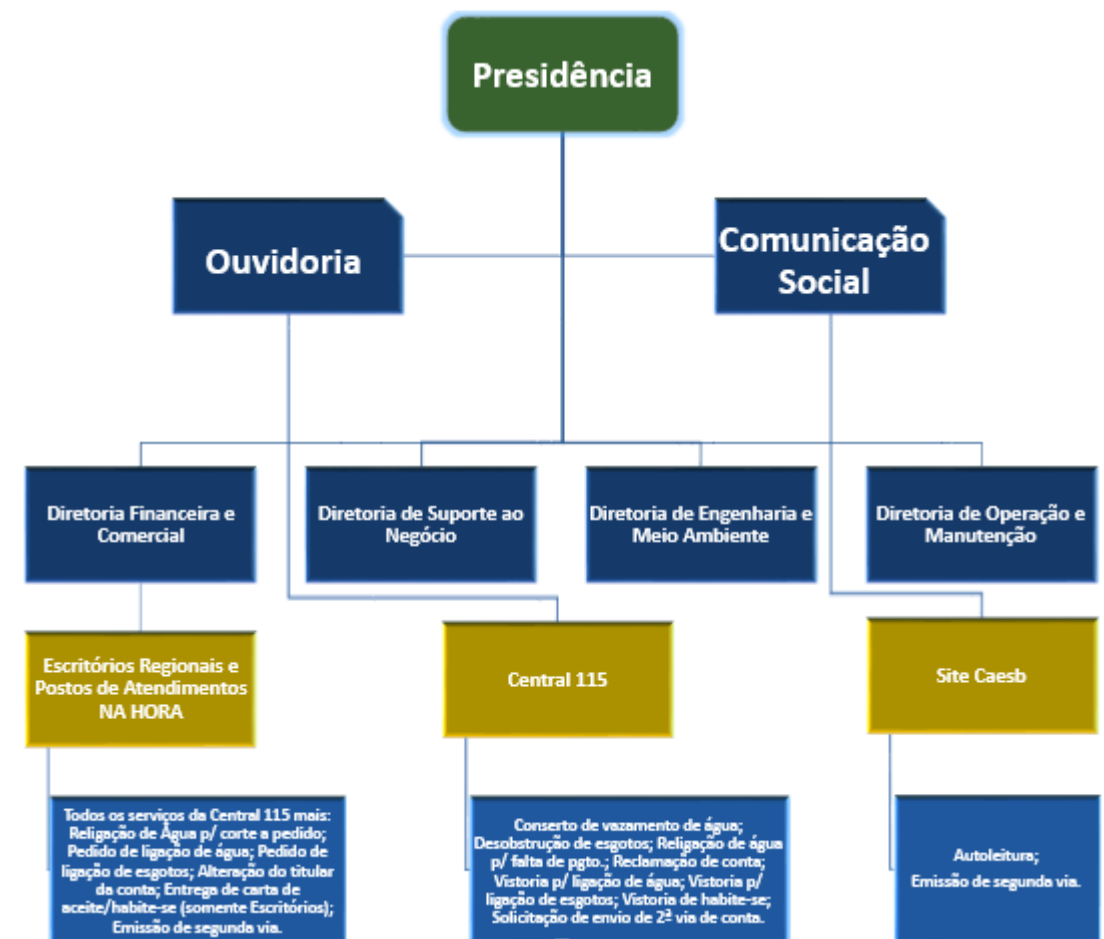 Presidência
Ouvidoria
Comunicação
Social
Diretoria Financeira e
Comercial
Diretoria de Suporte ao
Negócio
Diretoria de Engenharia e
Meio Ambiente
Diretoria de Operação e
Manutenção
Escritórios Regionais e
Postos de Atendimentos
NA HORA
Central 115
Site Caesb
Todos os serviços da Central 115 mais:
Religação de Água p/ corte a pedido;
Pedido de ligação de água; Pedido de
ligação de esgotos; Alteração do titular
da conta; Entrega de carta de
aceite/habite-se (somente Escritórios);
Emissão de segunda via.
Conserto de vazamento de água;
Desobstrução de esgotos; Religação de água
p/ falta de pgto.; Reclamação de conta;
Vistoria p/ ligação de água; Vistoria p/
ligação de esgotos; Vistoria de habite-se;
Solicitação de envio de 2ª via de conta.
Autoleitura;
Emissão de segunda via.